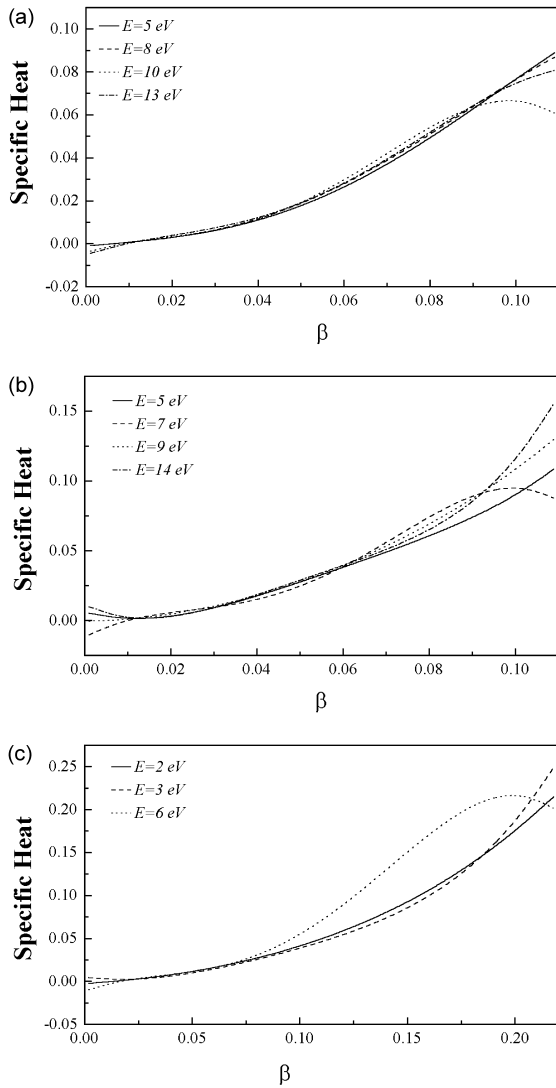 (a)
0.10
0.08
0.06
0.04
0.02
0.00
-0.02
Specific Heat
E=5 eV
E=8 eV
E=10 eV
E=13 eV
0.00 0.02 0.04 0.06 0.08 0.10
β
(b)
0.15
0.10
0.05
0.00
Specific Heat
E=5 eV
E=7 eV
E=9 eV
E=14 eV
0.00 0.02 0.04 0.06 0.08 0.10
β
(c)
0.25
0.20
0.15
0.10
0.05
0.00
-0.05
Specific Heat
E=2 eV
E=3 eV
E=6 eV
0.00 0.05 0.10 0.15 0.20
β